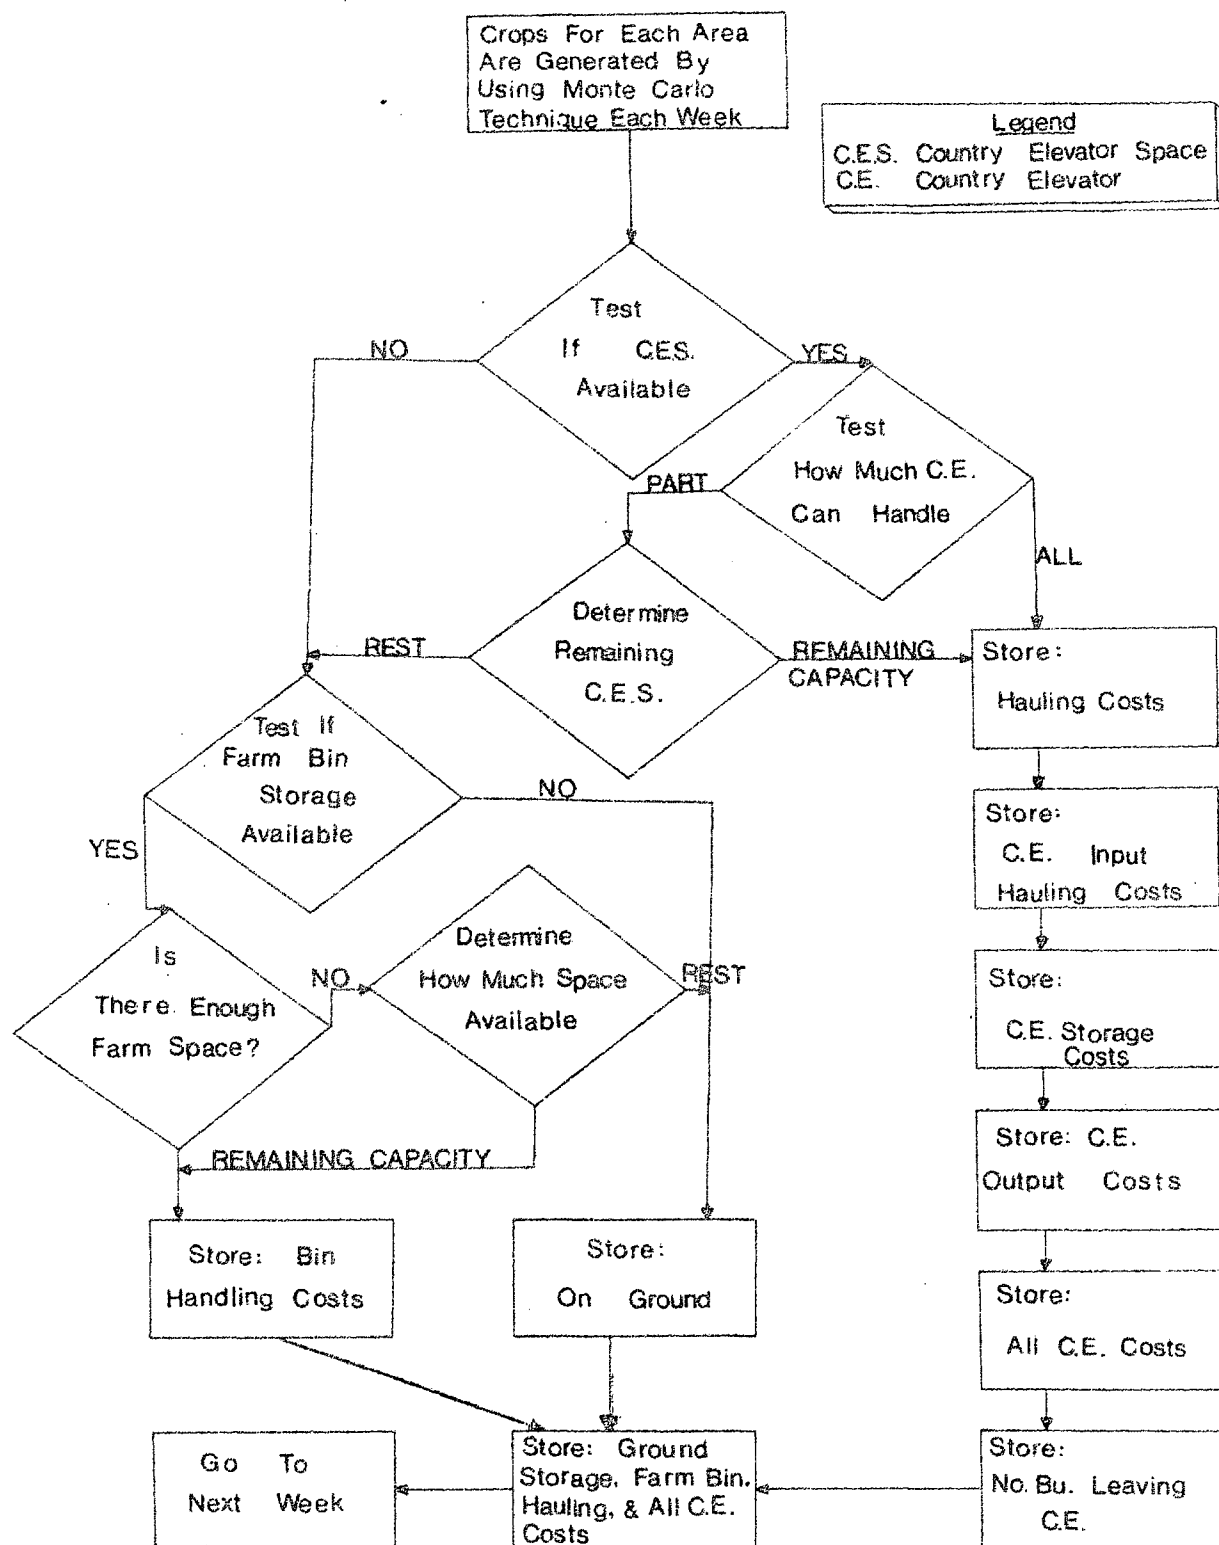 Crops For Each Area
Are Generated By
Using Monte Carlo
Technique Each Week
Legend
C.E.S. Country Elevator Space
C.E. Country Elevator
Test
If C.E.S.
Available
NO
YES
Test
How Much C.E.
Can Handle
PART
ALL
Determine
Remaining
C.E.S.
REST
REMAINING
CAPACITY
Store:
Hauling Costs
Test If
Farm Bin
Storage
Available
NO
YES
Store:
C.E. Input
Hauling Costs
Is
There Enough
Farm Space?
NO
Determine
How Much Space
Available
REST
Store:
C.E. Storage
Costs
REMAINING CAPACITY
Store: C.E.
Output Costs
Store: Bin
Handling Costs
Store:
On Ground
Store:
All C.E. Costs
Go To
Next Week
Store: Ground
Storage, Farm Bin.
Hauling, & All C.E.
Costs
Store:
No. Bu. Leaving
C.E.